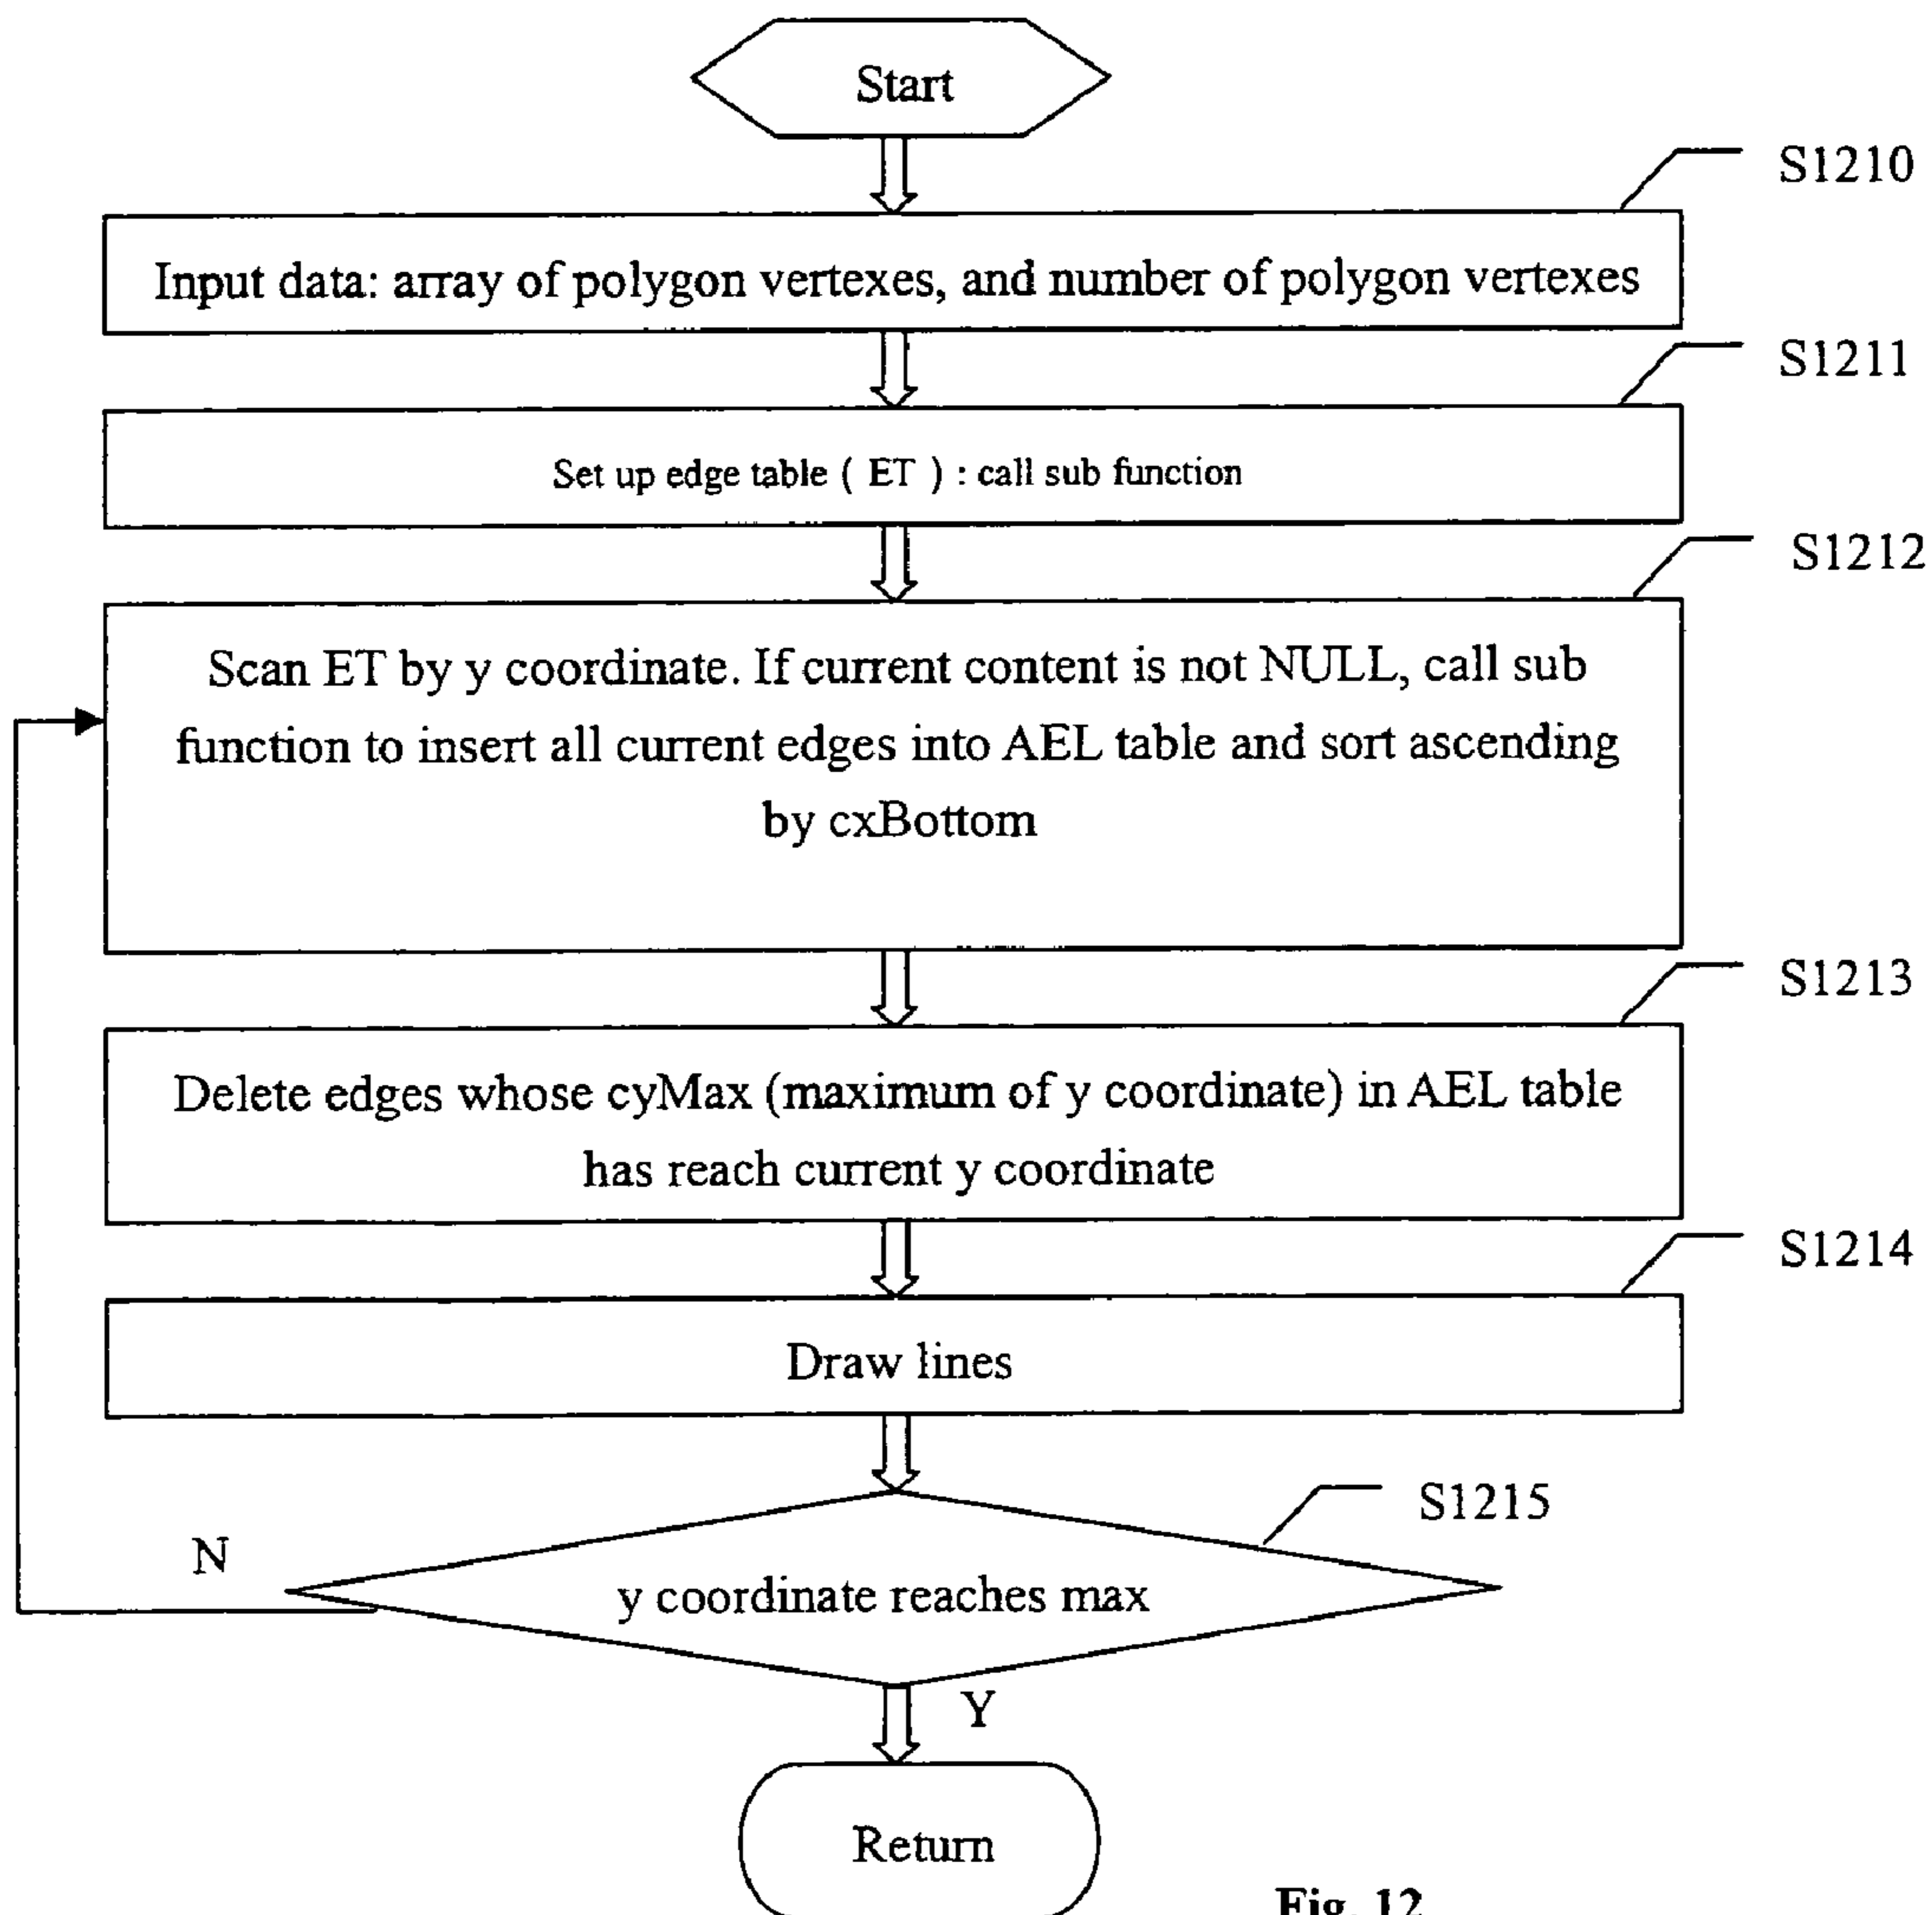 Start
S1210
Input data: array of polygon vertexes, and number of polygon vertexes
S1211
Set up edge table ( ET ) : call sub function
S1212
Scan ET by y coordinate. If current content is not NULL, call sub
function to insert all current edges into AEL table and sort ascending
by cxBottom
S1213
Delete edges whose cyMax (maximum of y coordinate) in AEL table
has reach current y coordinate
S1214
Draw lines
S1215
N
y coordinate reaches max
Y
Return
Fig. 12